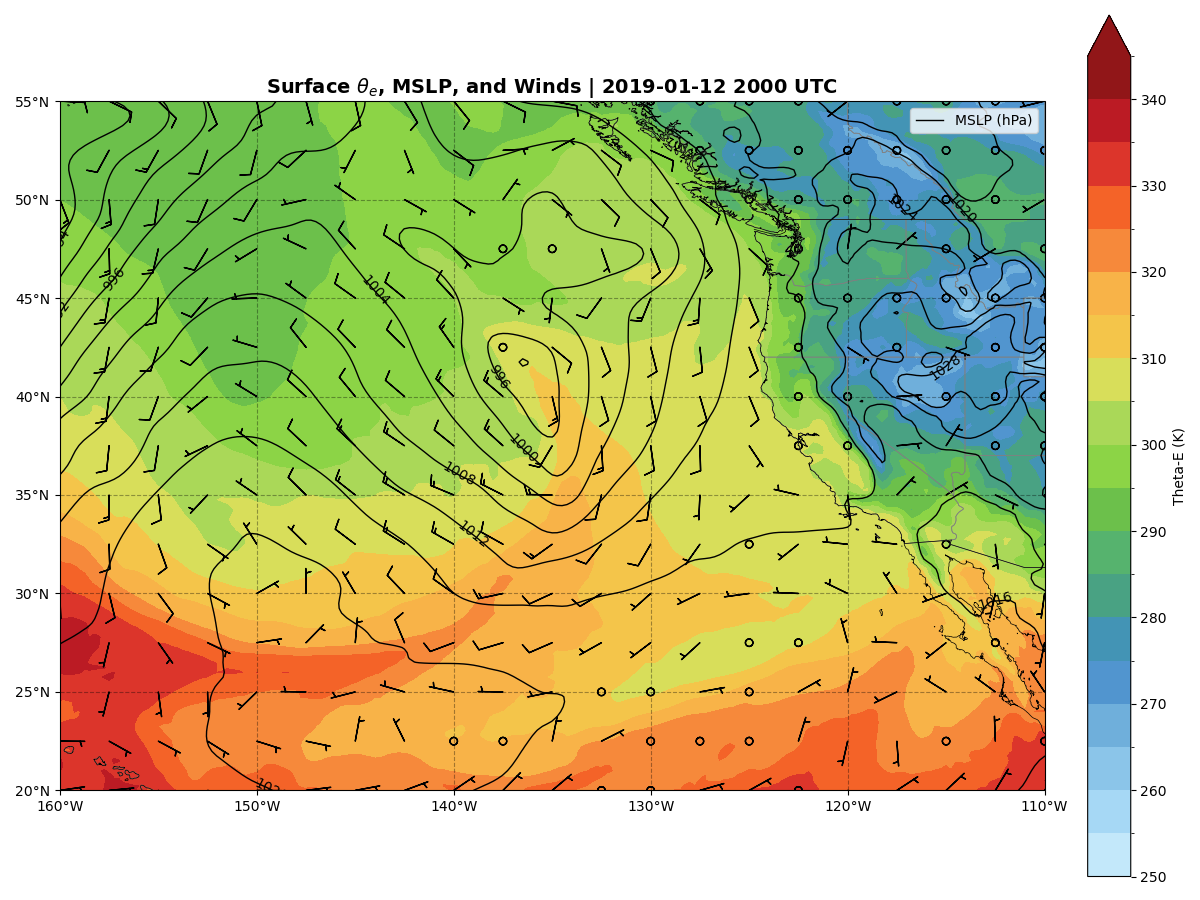 Surface θe, MSLP, and Winds | 2019-01-12 2000 UTC
MSLP (hPa)
55°N
50°N
45°N
40°N
35°N
30°N
25°N
20°N
160°W
150°W
140°W
130°W
120°W
110°W
996
1004
996
1000
1008
1012
1024
1020
1028
1016
340
330
320
310
300
290
280
270
260
250
Theta-E (K)